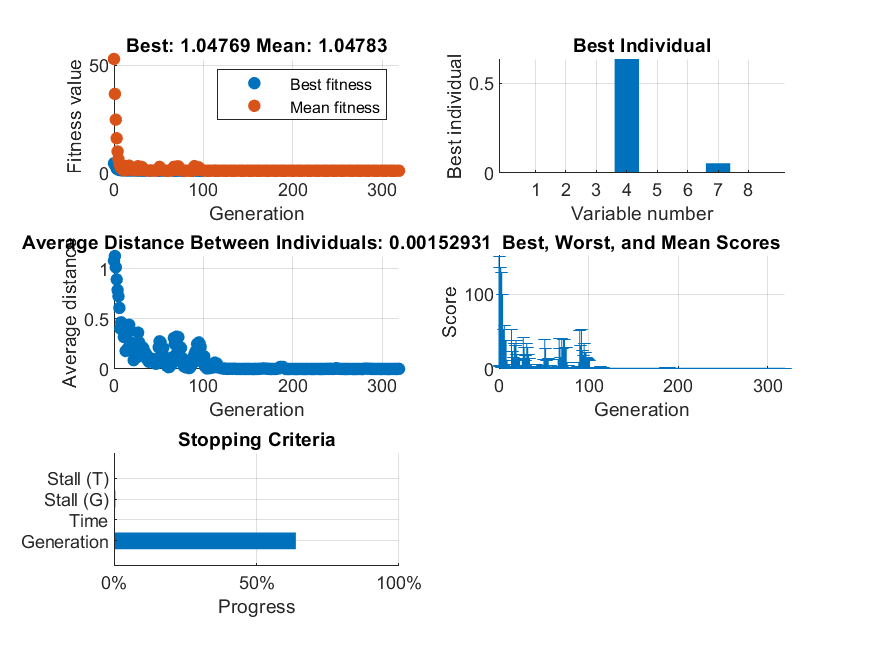 Best: 1.04769 Mean: 1.04783
Fitness value
50
0
Best fitness
Mean fitness
0 100 200 300
Generation
Best Individual
Best individual
0.5
0
1 2 3 4 5 6 7 8
Variable number
Average Distance Between Individuals: 0.00152931
Average distance
1
0.5
0
0 100 200 300
Generation
Best, Worst, and Mean Scores
Score
100
0
0 100 200 300
Generation
Stopping Criteria
Stall (T)
Stall (G)
Time
Generation
0% 50% 100%
Progress